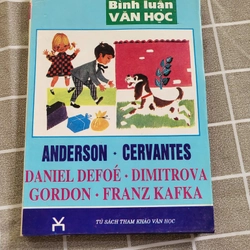 Bình luận
VĂN HỌC
ANDERSON · CERVANTES
DANIEL DEFOÉ · DIMITROVA
GORDON · FRANZ KAFKA
TỦ SÁCH THAM KHẢO VĂN HỌC